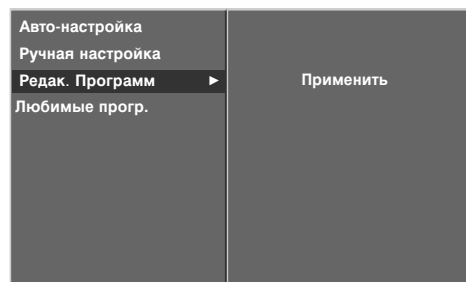 Авто-настройка
Ручная настройка
Редак. Программ ►
Применить
Любимые прогр.